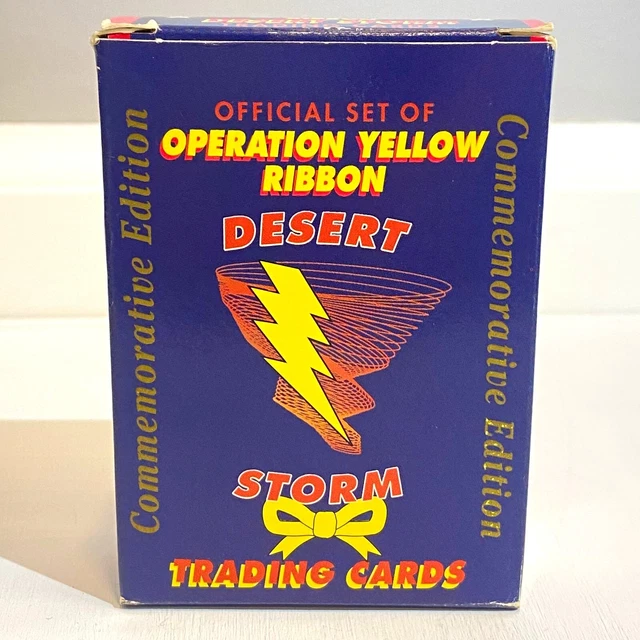 OFFICIAL SET OF
OPERATION YELLOW
RIBBON
DESERT
STORM
TRADING CARDS
Commemorative Edition
Commemorative Edition